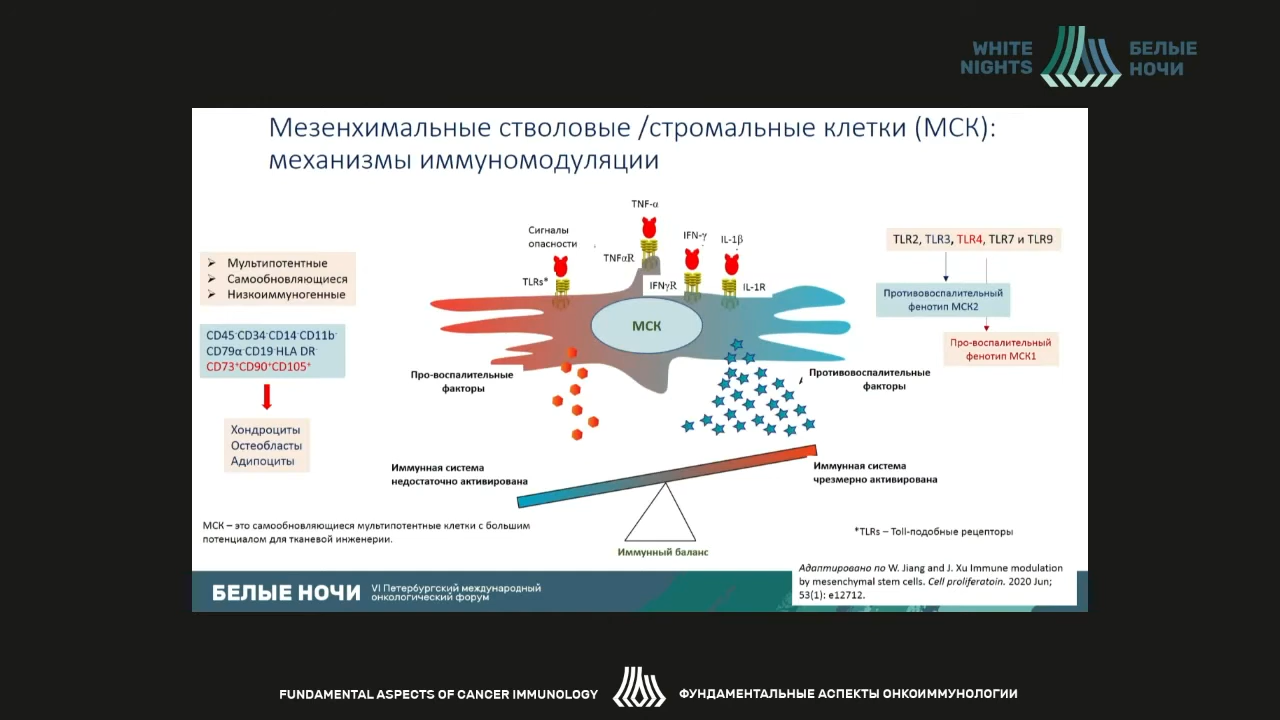 WHITE
NIGHTS
БЕЛЫЕ
НОЧИ
Мезенхимальные стволовые /стромальные клетки (МСК):
механизмы иммуномодуляции
Мультипотентные
Самообновляющиеся
Низкоиммуногенные
CD45⁻CD34⁻CD14⁻CD11b⁻
CD79α⁻CD19⁻HLA DR⁻
CD73⁺CD90⁺CD105⁺
Хондроциты
Остеобласты
Адипоциты
TNF-α
Сигналы
опасности
IFN-γ
IL-1β
TNFαR
TLRs*
IFNγR
IL-1R
МСК
Про-воспалительные
факторы
Противовоспалительные
факторы
TLR2, TLR3, TLR4, TLR7 и TLR9
Противовоспалительный
фенотип МСК2
Про-воспалительный
фенотип МСК1
Иммунная система
недостаточно активирована
Иммунная система
чрезмерно активирована
Иммунный баланс
МСК – это самообновляющиеся мультипотентные клетки с большим
потенциалом для тканевой инженерии.
*TLRs – Toll-подобные рецепторы
Адаптировано по W. Jiang and J. Xu Immune modulation
by mesenchymal stem cells. Cell proliferatoin. 2020 Jun;
53(1): e12712.
БЕЛЫЕ НОЧИ
VI Петербургский международный
онкологический форум
FUNDAMENTAL ASPECTS OF CANCER IMMUNOLOGY
ФУНДАМЕНТАЛЬНЫЕ АСПЕКТЫ ОНКОИММУНОЛОГИИ